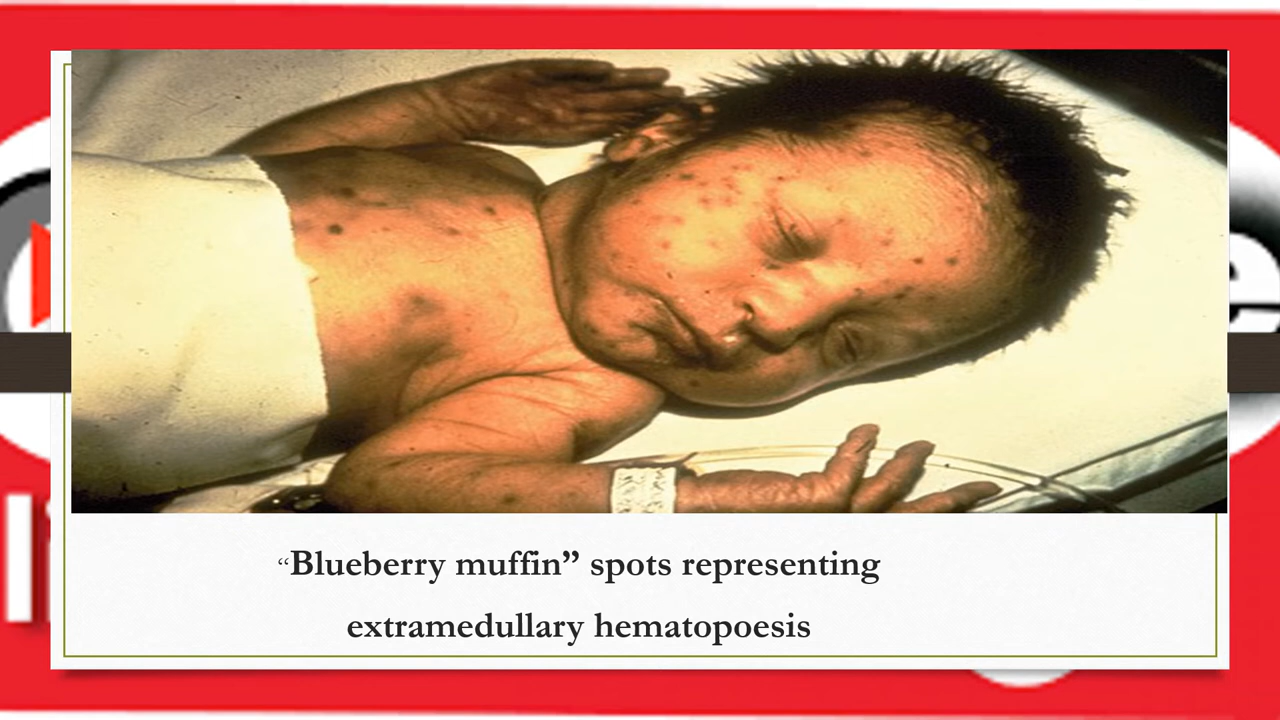 “Blueberry muffin” spots representing
extramedullary hematopoesis